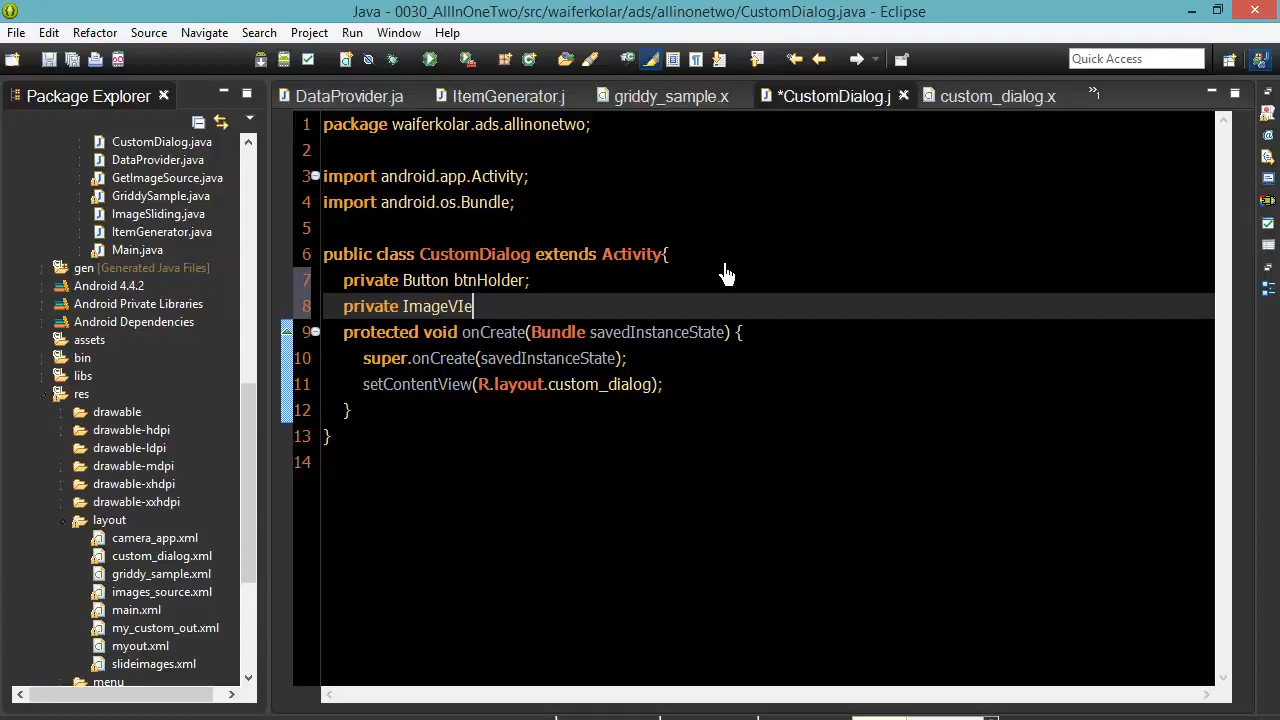 Java - 0030_AllInOneTwo/src/waiferkolar/ads/allinonetwo/CustomDialog.java - Eclipse
File Edit Refactor Source Navigate Search Project Run Window Help
Quick Access
Package Explorer
DataProvider.ja ItemGenerator.j griddy_sample.x *CustomDialog.j custom_dialog.x »1
CustomDialog.java
DataProvider.java
GetImageSource.java
GriddySample.java
ImageSliding.java
ItemGenerator.java
Main.java
gen [Generated Java Files]
Android 4.4.2
Android Private Libraries
Android Dependencies
assets
bin
libs
res
drawable
drawable-hdpi
drawable-ldpi
drawable-mdpi
drawable-xhdpi
drawable-xxhdpi
layout
camera_app.xml
custom_dialog.xml
griddy_sample.xml
images_source.xml
main.xml
my_custom_out.xml
myout.xml
slideimages.xml
menu
1 package waiferkolar.ads.allinonetwo;
2
3 import android.app.Activity;
4 import android.os.Bundle;
5
6 public class CustomDialog extends Activity{
7 private Button btnHolder;
8 private ImageVIe
9 protected void onCreate(Bundle savedInstanceState) {
10 super.onCreate(savedInstanceState);
11 setContentView(R.layout.custom_dialog);
12 }
13 }
14